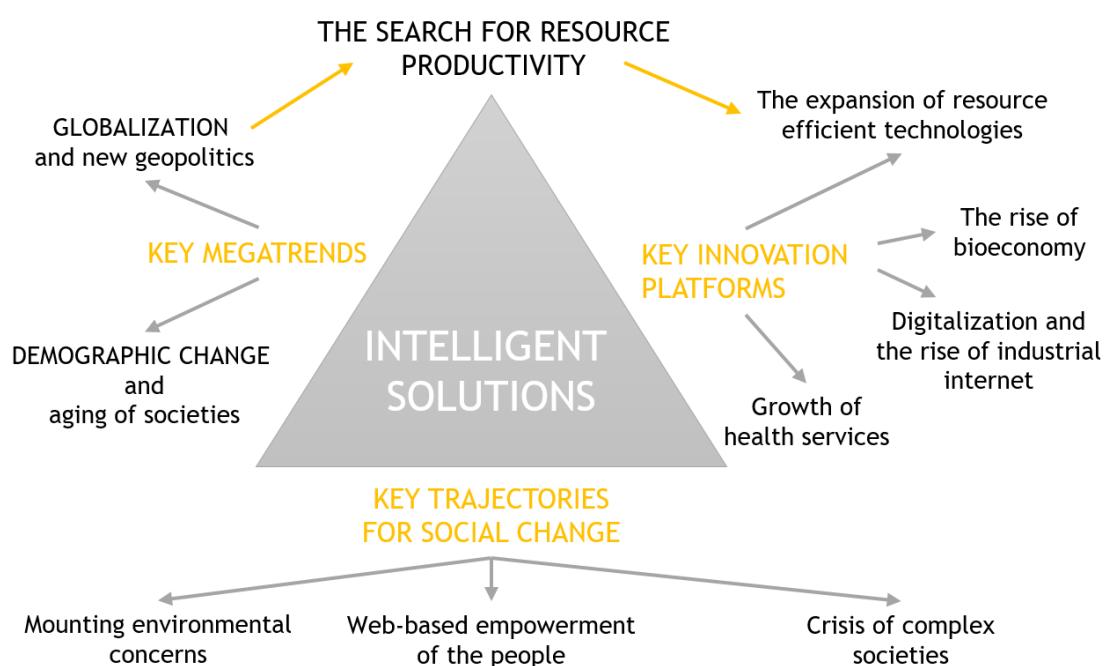 THE SEARCH FOR RESOURCE
PRODUCTIVITY
GLOBALIZATION
and new geopolitics
The expansion of resource
efficient technologies
KEY MEGATRENDS
KEY INNOVATION
PLATFORMS
The rise of
bioeconomy
DEMOGRAPHIC CHANGE
and
aging of societies
INTELLIGENT
SOLUTIONS
Digitalization and
the rise of industrial
internet
Growth of
health services
KEY TRAJECTORIES
FOR SOCIAL CHANGE
Mounting environmental
concerns
Web-based empowerment
of the people
Crisis of complex
societies